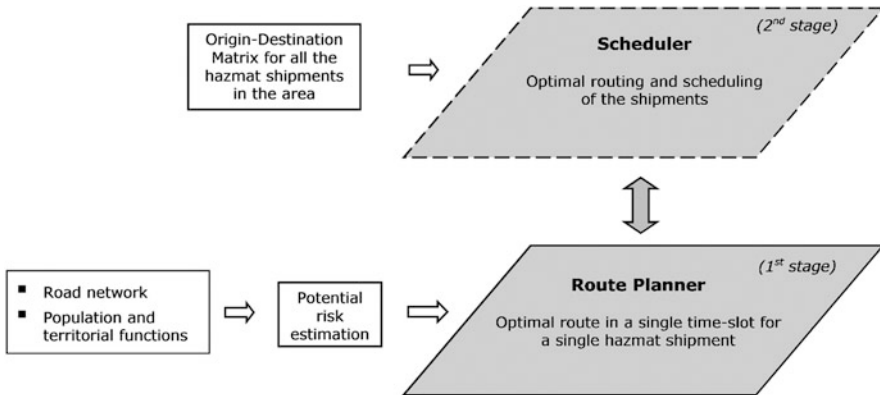 Origin-Destination
Matrix for all the
hazmat shipments
in the area
(2nd stage)
Scheduler
Optimal routing and scheduling
of the shipments
▪ Road network
▪ Population and
territorial functions
Potential
risk
estimation
(1st stage)
Route Planner
Optimal route in a single time-slot for
a single hazmat shipment